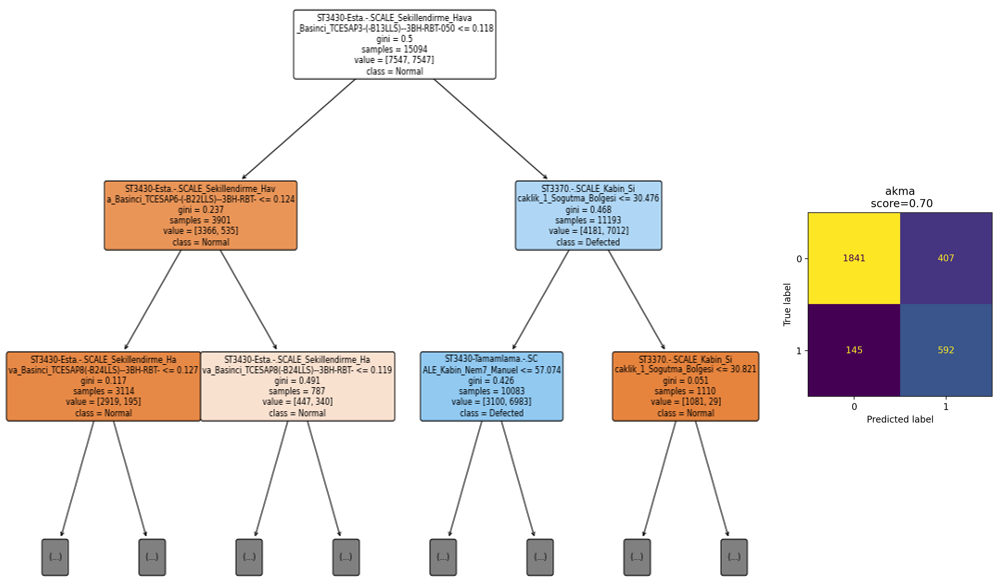 ST3430-Esta.-.SCALE_Sekillendirme_Hava
_Basinci_TCESAP3-(-B13LLS)--3BH-RBT-050 <= 0.118
gini = 0.5
samples = 15094
value = [7547, 7547]
class = Normal
ST3430-Esta.-.SCALE_Sekillendirme_Hav
a_Basinci_TCESAP6-(-B22LLS)--3BH-RBT- <= 0.124
gini = 0.237
samples = 3901
value = [3366, 535]
class = Normal
ST3370.-.SCALE_Kabin_Si
caklik_1_Sogutma_Bolgesi <= 30.476
gini = 0.468
samples = 11193
value = [4181, 7012]
class = Defected
ST3430-Esta.-.SCALE_Sekillendirme_Ha
va_Basinci_TCESAP8(-B24LLS)--3BH-RBT- <= 0.127
gini = 0.117
samples = 3114
value = [2919, 195]
class = Normal
ST3430-Esta.-.SCALE_Sekillendirme_Ha
va_Basinci_TCESAP8(-B24LLS)--3BH-RBT- <= 0.119
gini = 0.491
samples = 787
value = [447, 340]
class = Normal
ST3430-Tamamlama.-.SC
ALE_Kabin_Nem7_Manuel <= 57.074
gini = 0.426
samples = 10083
value = [3100, 6983]
class = Defected
ST3370.-.SCALE_Kabin_Si
caklik_1_Sogutma_Bolgesi <= 30.821
gini = 0.051
samples = 1110
value = [1081, 29]
class = Normal
(...)
(...)
(...)
(...)
(...)
(...)
(...)
(...)
akma
score=0.70
True label
0
1841
407
1
145
592
0
1
Predicted label